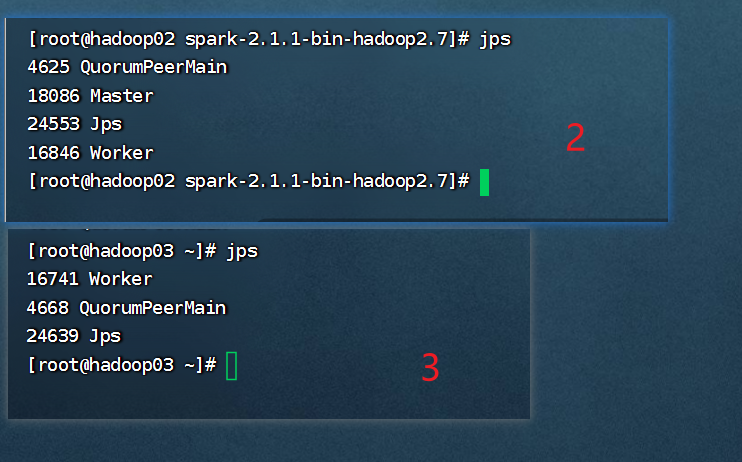 [root@hadoop02 spark-2.1.1-bin-hadoop2.7]# jps
4625 QuorumPeerMain
18086 Master
24553 Jps
16846 Worker
2
[root@hadoop02 spark-2.1.1-bin-hadoop2.7]#
[root@hadoop03 ~]# jps
16741 Worker
4668 QuorumPeerMain
24639 Jps
[root@hadoop03 ~]#
3